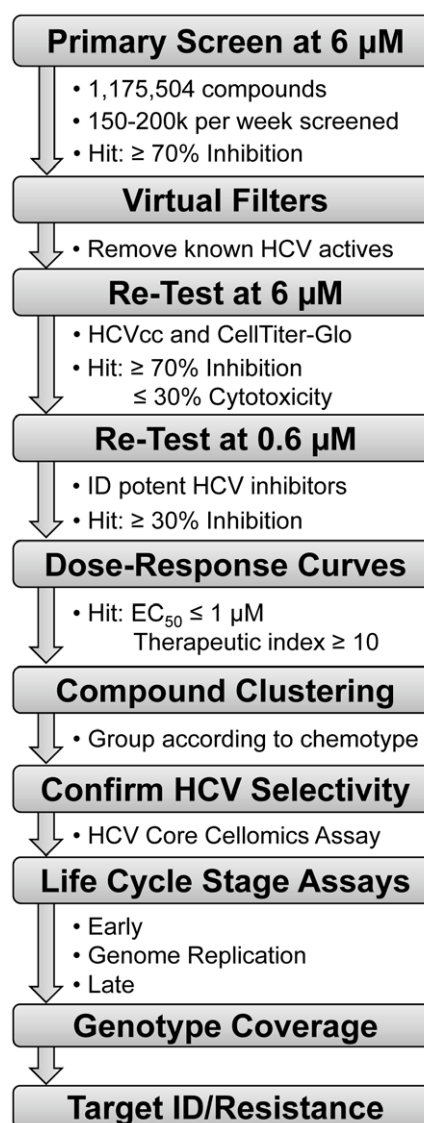 Primary Screen at 6 µM
• 1,175,504 compounds
• 150-200k per week screened
• Hit: ≥ 70% Inhibition
Virtual Filters
• Remove known HCV actives
Re-Test at 6 µM
• HCVcc and CellTiter-Glo
• Hit: ≥ 70% Inhibition
≤ 30% Cytotoxicity
Re-Test at 0.6 µM
• ID potent HCV inhibitors
• Hit: ≥ 30% Inhibition
Dose-Response Curves
• Hit: EC₅₀ ≤ 1 µM
Therapeutic index ≥ 10
Compound Clustering
• Group according to chemotype
Confirm HCV Selectivity
• HCV Core Cellomics Assay
Life Cycle Stage Assays
• Early
• Genome Replication
• Late
Genotype Coverage
Target ID/Resistance